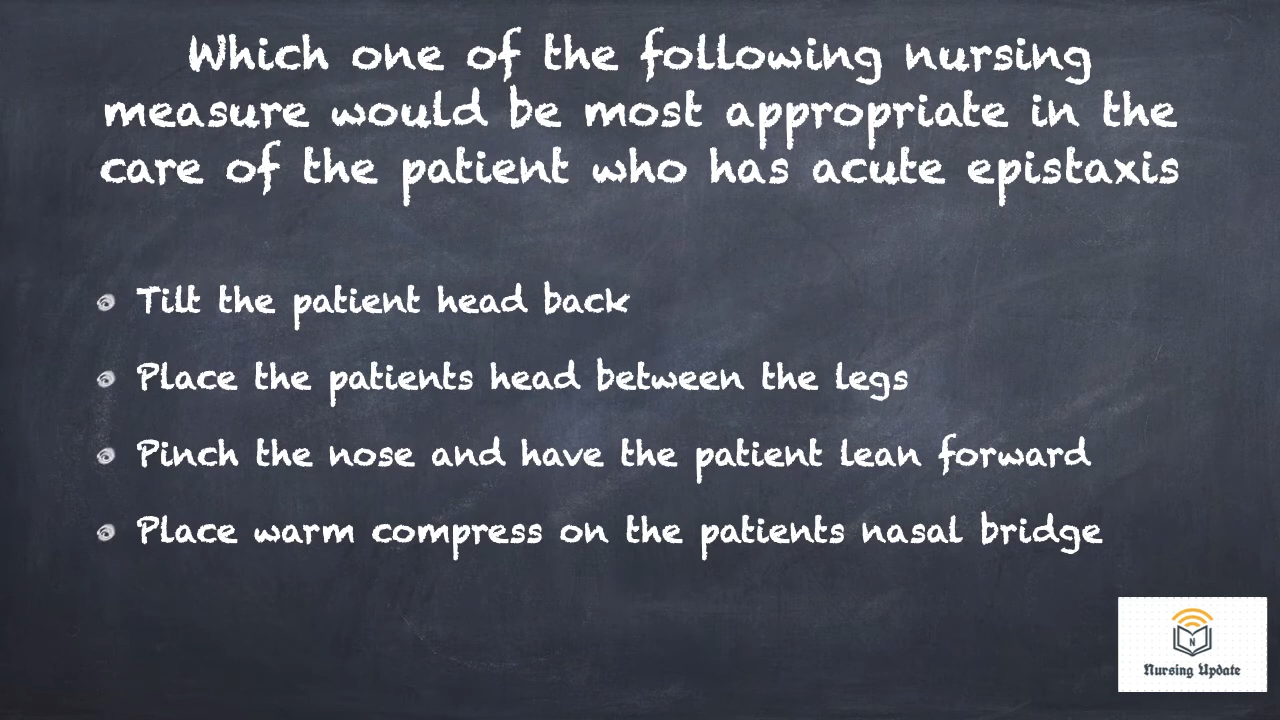 Which one of the following nursing
measure would be most appropriate in the
care of the patient who has acute epistaxis
Tilt the patient head back
Place the patients head between the legs
Pinch the nose and have the patient lean forward
Place warm compress on the patients nasal bridge
N
Nursing Update